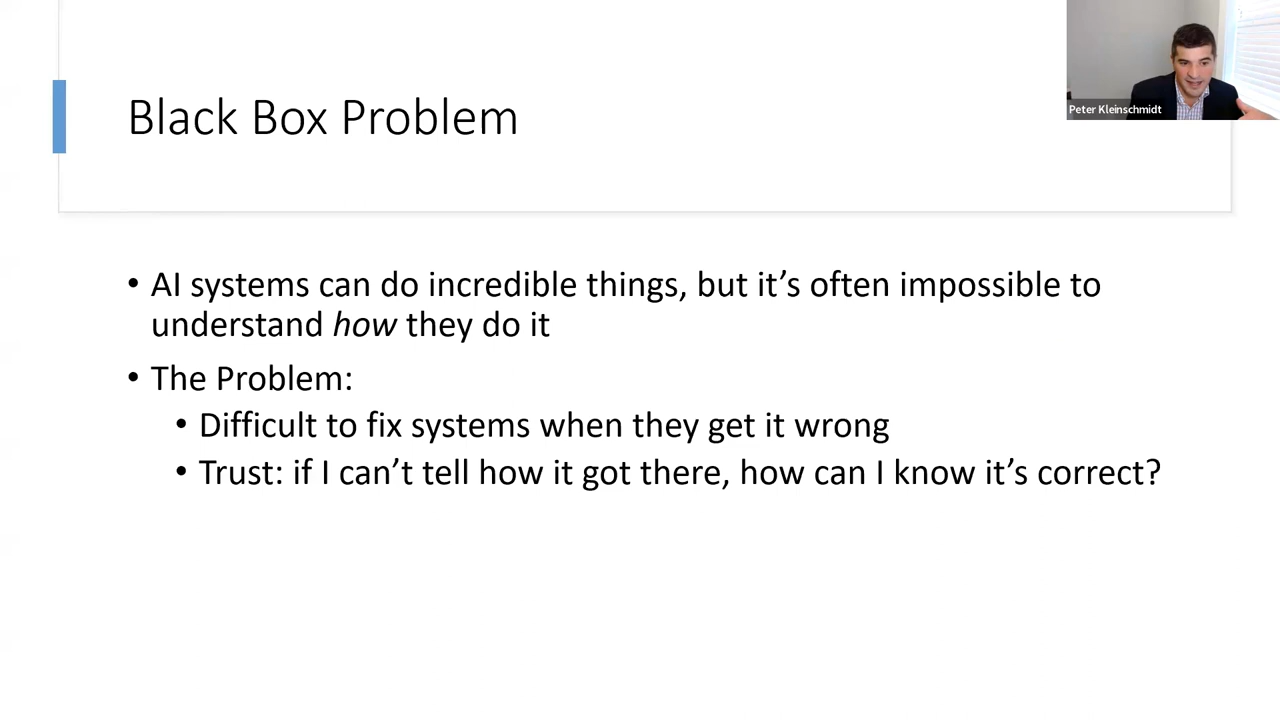 Black Box Problem
Peter Kleinschmidt
• AI systems can do incredible things, but it’s often impossible to
understand how they do it
• The Problem:
• Difficult to fix systems when they get it wrong
• Trust: if I can’t tell how it got there, how can I know it’s correct?